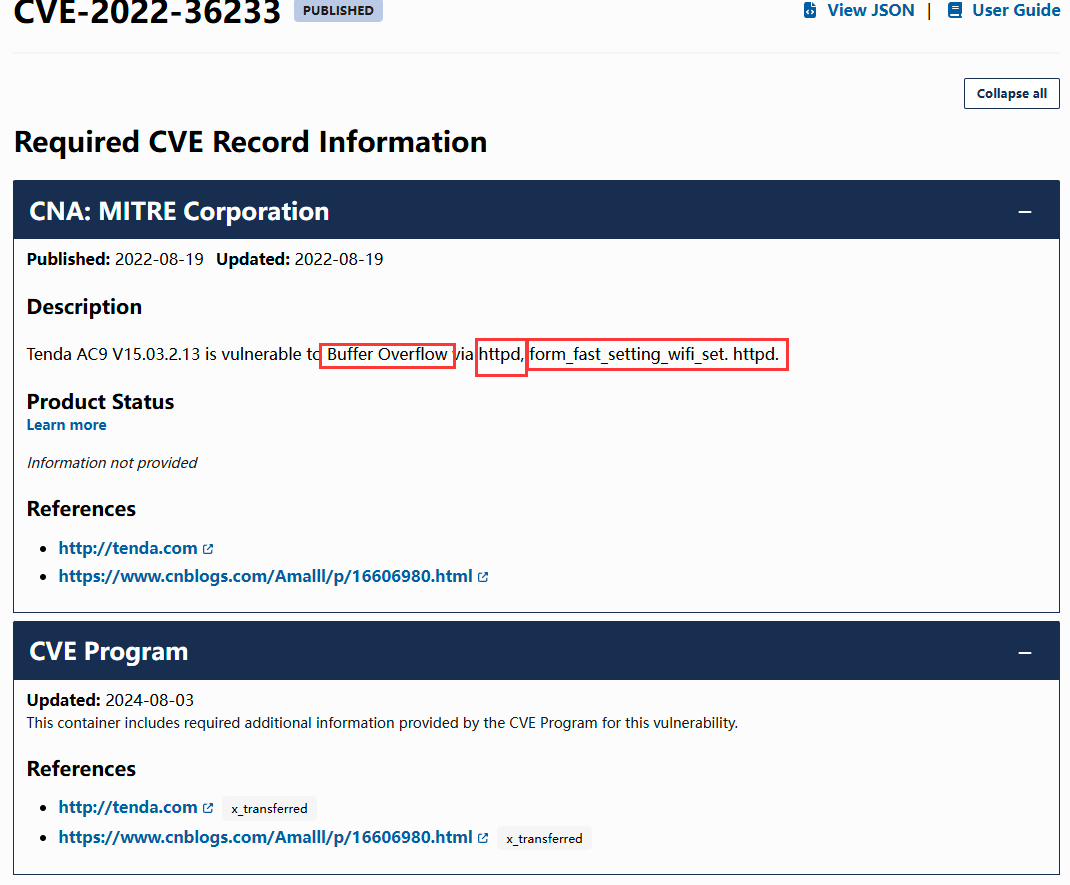 CVE-2022-36233 PUBLISHED View JSON | User Guide
Collapse all
Required CVE Record Information
CNA: MITRE Corporation
Published: 2022-08-19 Updated: 2022-08-19
Description
Tenda AC9 V15.03.2.13 is vulnerable to Buffer Overflow via httpd, form_fast_setting_wifi_set. httpd.
Product Status
Learn more
Information not provided
References
http://tenda.com
https://www.cnblogs.com/Amalll/p/16606980.html
CVE Program
Updated: 2024-08-03
This container includes required additional information provided by the CVE Program for this vulnerability.
References
http://tenda.com x_transferred
https://www.cnblogs.com/Amalll/p/16606980.html x_transferred